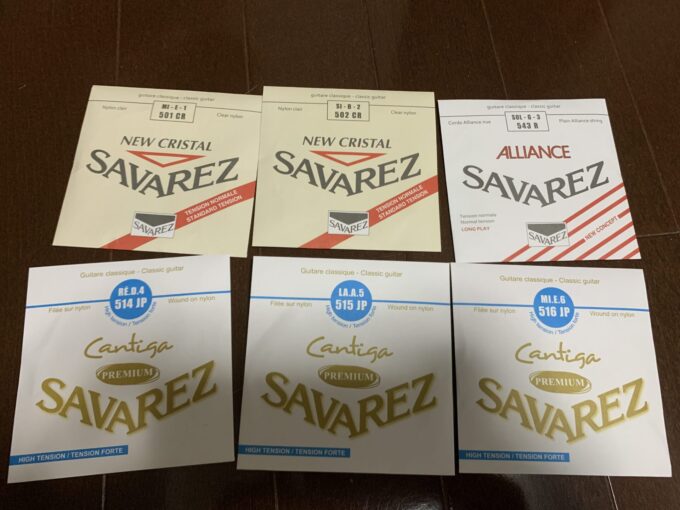 guitare classique - classic guitar
Nylon clair
MI - E - 1
501 CR
Clear nylon
NEW CRISTAL
SAVAREZ
TENSION NORMALE
STANDARD TENSION
SAVAREZ
guitare classique - classic guitar
Nylon clair
SI - B - 2
502 CR
Clear nylon
NEW CRISTAL
SAVAREZ
TENSION NORMALE
STANDARD TENSION
SAVAREZ
guitare classique - classic guitar
Corde Alliance nue
SOL - G - 3
543 R
Plain Alliance string
ALLIANCE
SAVAREZ
Tension normale
Normal tension
LONG PLAY
SAVAREZ
NEW CONCEPT
Guitare classique - Classic guitar
Filée sur nylon
RÉ.D.4
514 JP
Wound on nylon
High tension / Tension forte
Cantiga
PREMIUM
SAVAREZ
HIGH TENSION / TENSION FORTE
Guitare classique - Classic guitar
Filée sur nylon
LA.A.5
515 JP
Wound on nylon
High tension / Tension forte
Cantiga
PREMIUM
SAVAREZ
HIGH TENSION / TENSION FORTE
Guitare classique - Classic guitar
Filée sur nylon
MI.E.6
516 JP
Wound on nylon
High tension / Tension forte
Cantiga
PREMIUM
SAVAREZ
HIGH TENSION / TENSION FORTE